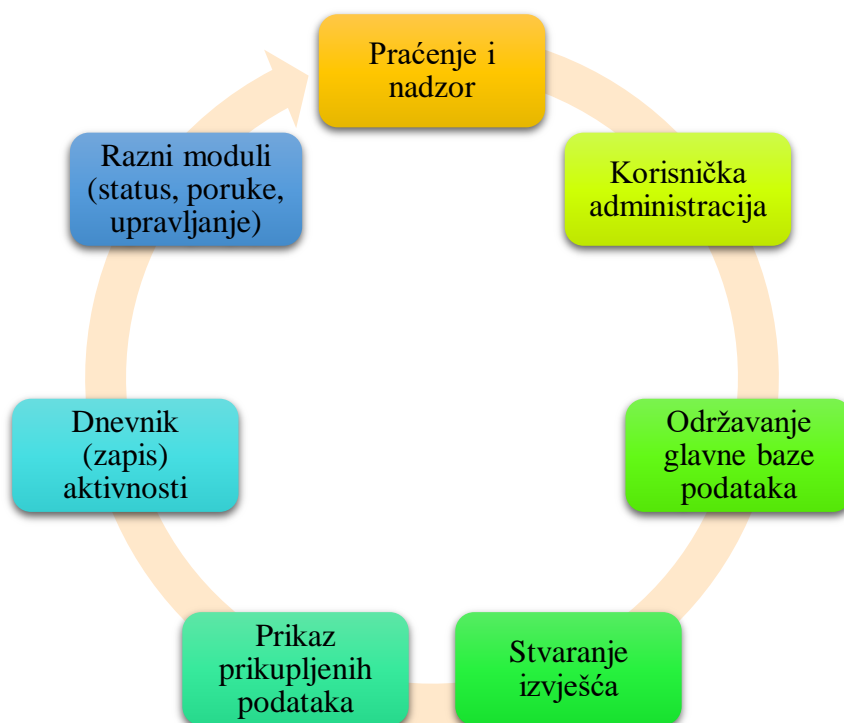 Praćenje i
nadzor
Korisnička
administracija
Održavanje
glavne baze
podataka
Stvaranje
izvješća
Prikaz
prikupljenih
podataka
Dnevnik
(zapis)
aktivnosti
Razni moduli
(status, poruke,
upravljanje)